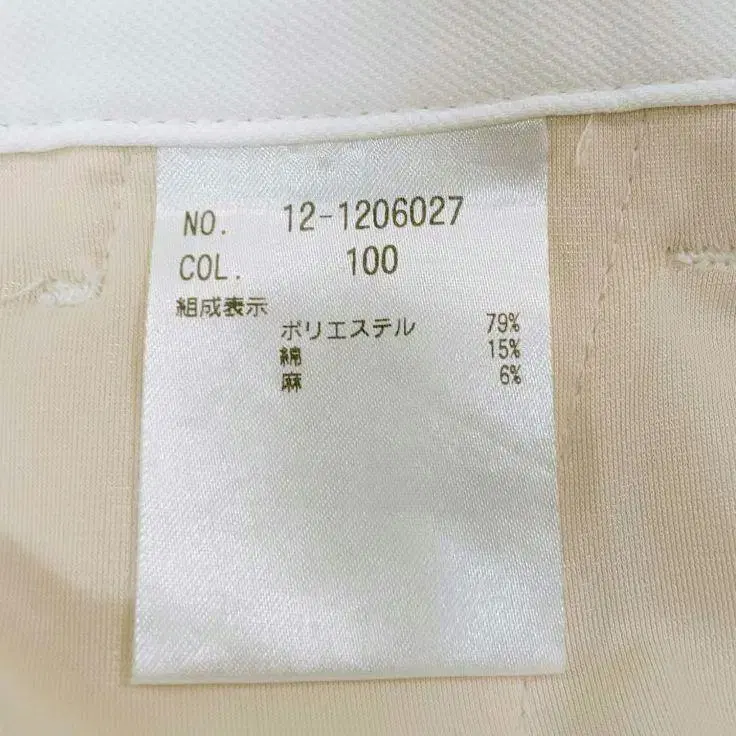 NO. 12-1206027
COL. 100
組成表示
ポリエステル 79%
綿 15%
麻 6%